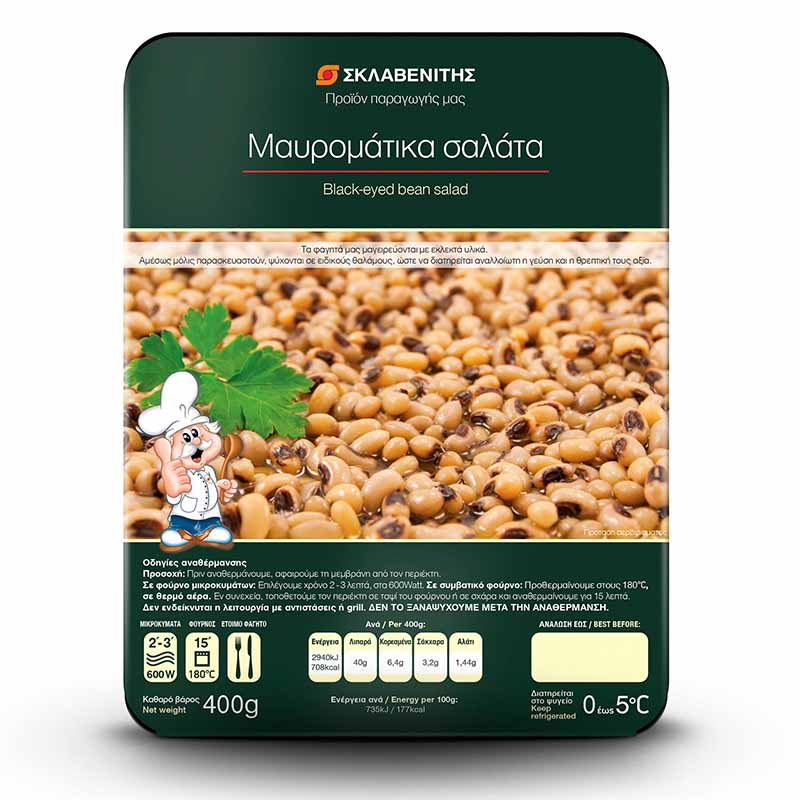 ΣΚΛΑΒΕΝΙΤΗΣ
Προϊόν παραγωγής μας
Μαυρομάτικα σαλάτα
Black-eyed bean salad
Τα φαγητά μας μαγειρεύονται με εκλεκτά υλικά.
Αμέσως μόλις παρασκευαστούν, ψύχονται σε ειδικούς θαλάμους, ώστε να διατηρείται αναλλοίωτη η γεύση και η θρεπτική τους αξία.
Πρόταση σερβιρίσματος
Οδηγίες αναθέρμανσης
Προσοχή: Πριν αναθερμάνουμε, αφαιρούμε τη μεμβράνη από τον περιέκτη.
Σε φούρνο μικροκυμάτων: Επιλέγουμε χρόνο 2 - 3 λεπτά, στα 600Watt. Σε συμβατικό φούρνο: Προθερμαίνουμε στους 180°C,
σε θερμό αέρα. Εν συνεχεία, τοποθετούμε τον περιέκτη σε ταψί του φούρνου ή σε σχάρα και αναθερμαίνουμε για 15 λεπτά.
Δεν ενδείκνυται η λειτουργία με αντιστάσεις ή grill. ΔΕΝ ΤΟ ΞΑΝΑΨΥΧΟΥΜΕ ΜΕΤΑ ΤΗΝ ΑΝΑΘΕΡΜΑΝΣΗ.
ΜΙΚΡΟΚΥΜΑΤΑ ΦΟΥΡΝΟΣ ΕΤΟΙΜΟ ΦΑΓΗΤΟ
2΄-3΄ 15΄
600W 180°C
Καθαρό βάρος
Net weight 400g
Ανά / Per 400g:
Ενέργεια Λιπαρά Κορεσμένα Σάκχαρα Αλάτι
2940kJ
708kcal 40g 6,4g 3,2g 1,44g
Ενέργεια ανά / Energy per 100g:
735kJ / 177kcal
ΑΝΑΛΩΣΗ ΕΩΣ / BEST BEFORE:
Διατηρείται
στο ψυγείο
Keep
refrigerated 0 έως 5°C